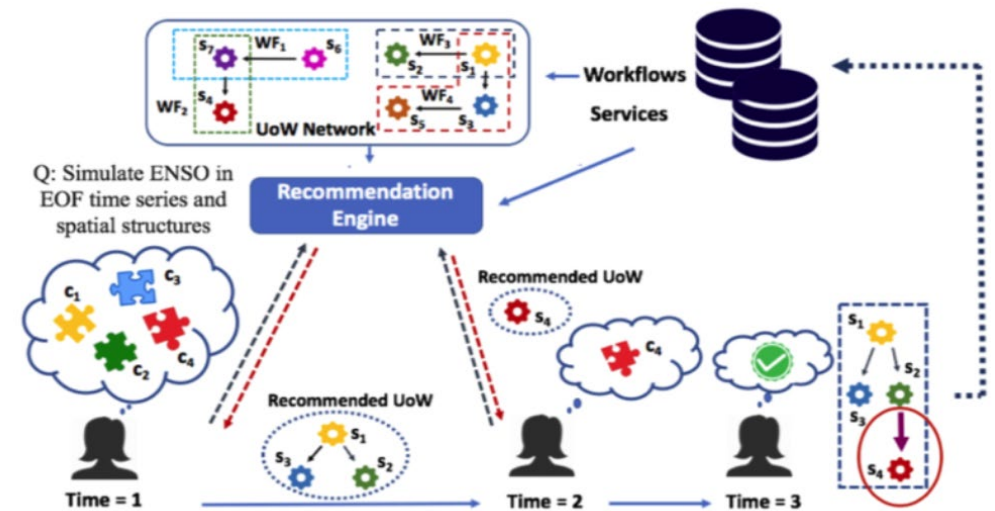 S7 WF1 S6
S4
WF2
WF3
S2 S1
WF4
S5 S3
UoW Network
Workflows
Services
Q: Simulate ENSO in
EOF time series and
spatial structures
Recommendation
Engine
C1 C3
C2 C4
Recommended UoW
S4
C4
Recommended UoW
S1
S3 S2
S1
S2
S3
S4
Time = 1
Time = 2
Time = 3